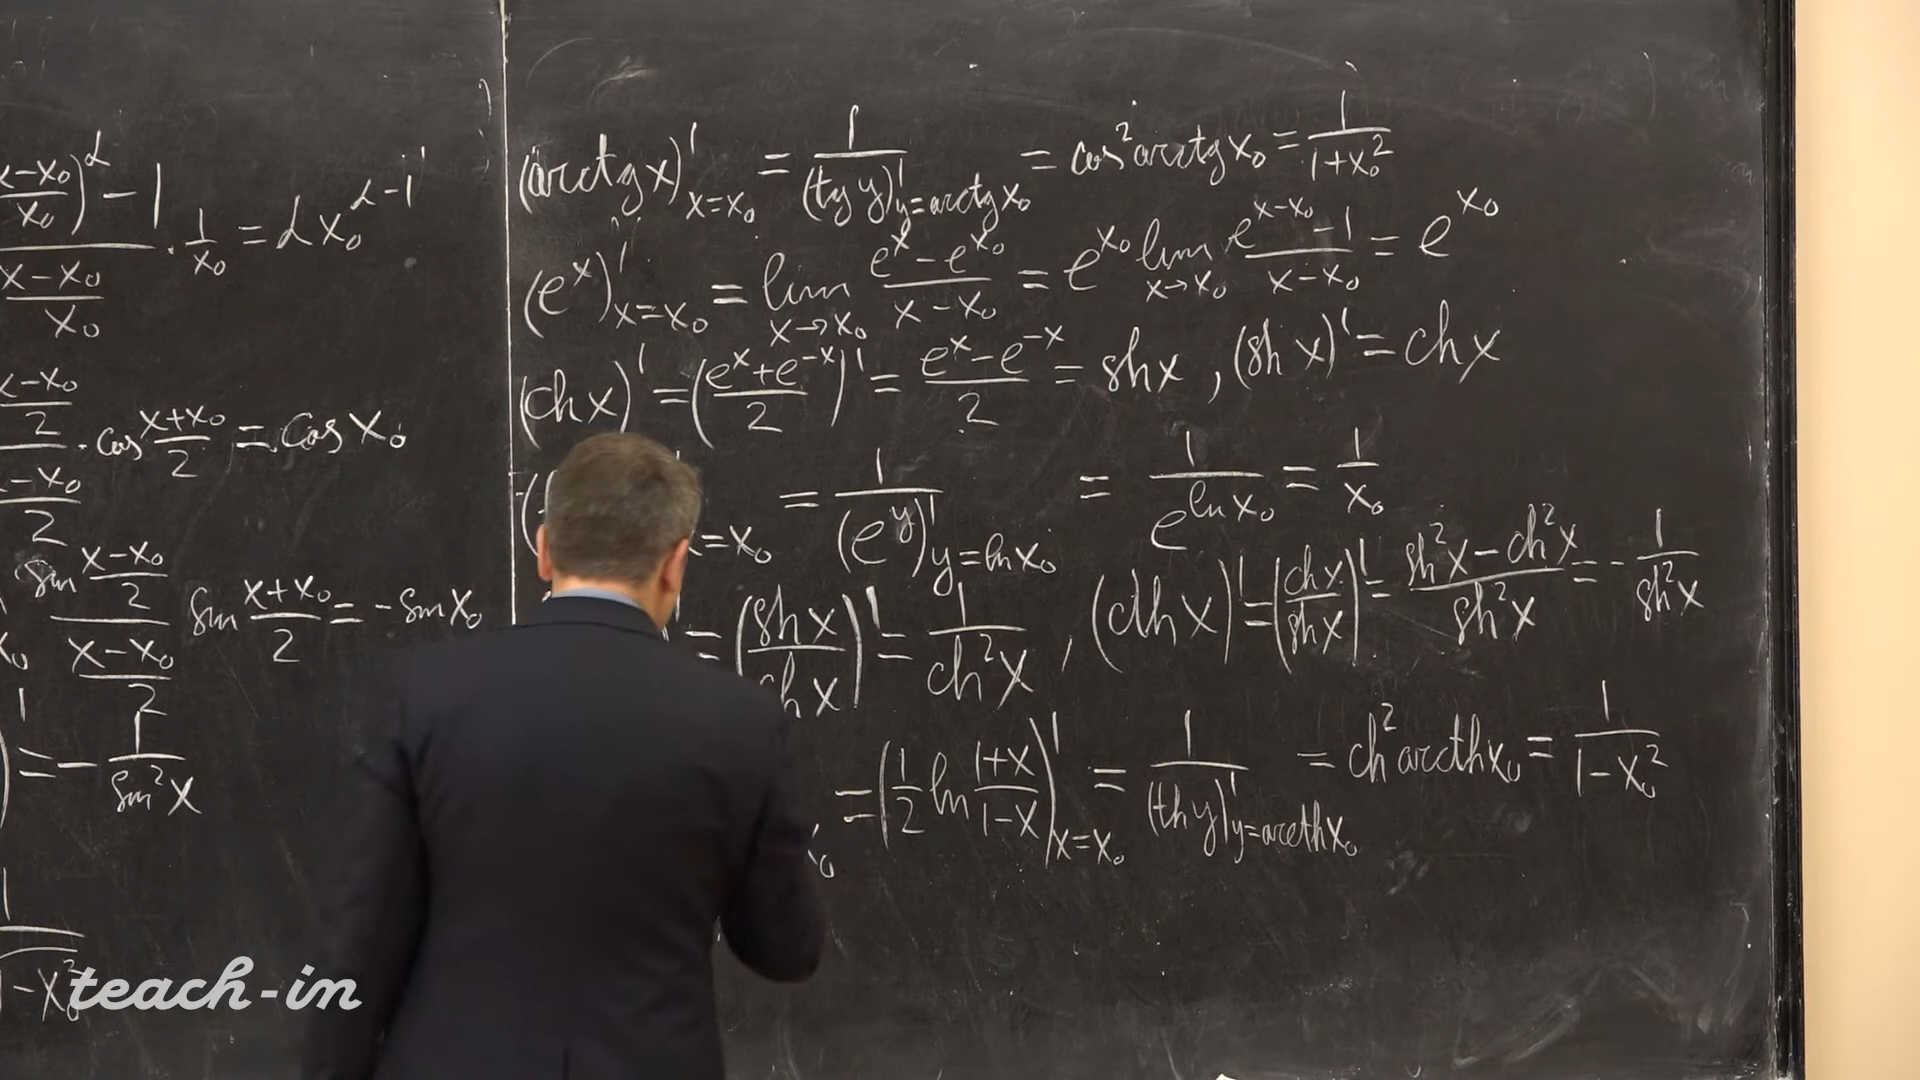 (x-x₀ / x₀)^α - 1 / (x-x₀ / x₀) · 1/x₀ = αx₀^(α-1)
x-x₀ / 2 / x-x₀ / 2 · cos (x+x₀)/2 = cos x₀
sin (x-x₀)/2 / (x-x₀)/2 sin (x+x₀)/2 = - sin x₀
)' = - 1/sin²x
(arctg x)'_{x=x₀} = 1/(tg y)'_{y=arctg x₀} = cos² arctg x₀ = 1/(1+x₀²)
(e^x)'_{x=x₀} = lim_{x→x₀} (e^x - e^{x₀})/(x - x₀) = e^{x₀} lim_{x→x₀} (e^{x-x₀} - 1)/(x-x₀) = e^{x₀}
(ch x)' = ((e^x + e^{-x})/2)' = (e^x - e^{-x})/2 = sh x , (sh x)' = ch x
=x₀ = 1/(e^y)'_{y=ln x₀} = 1/e^{ln x₀} = 1/x₀
= (sh x/ch x)' = 1/ch²x , (cth x)' = (ch x/sh x)' = (sh²x - ch²x)/sh²x = - 1/sh²x
x₀ = (1/2 ln (1+x)/(1-x))'_{x=x₀} = 1/(th y)'_{y=arcth x₀} = ch² arcth x₀ = 1/(1-x₀²)
teach-in